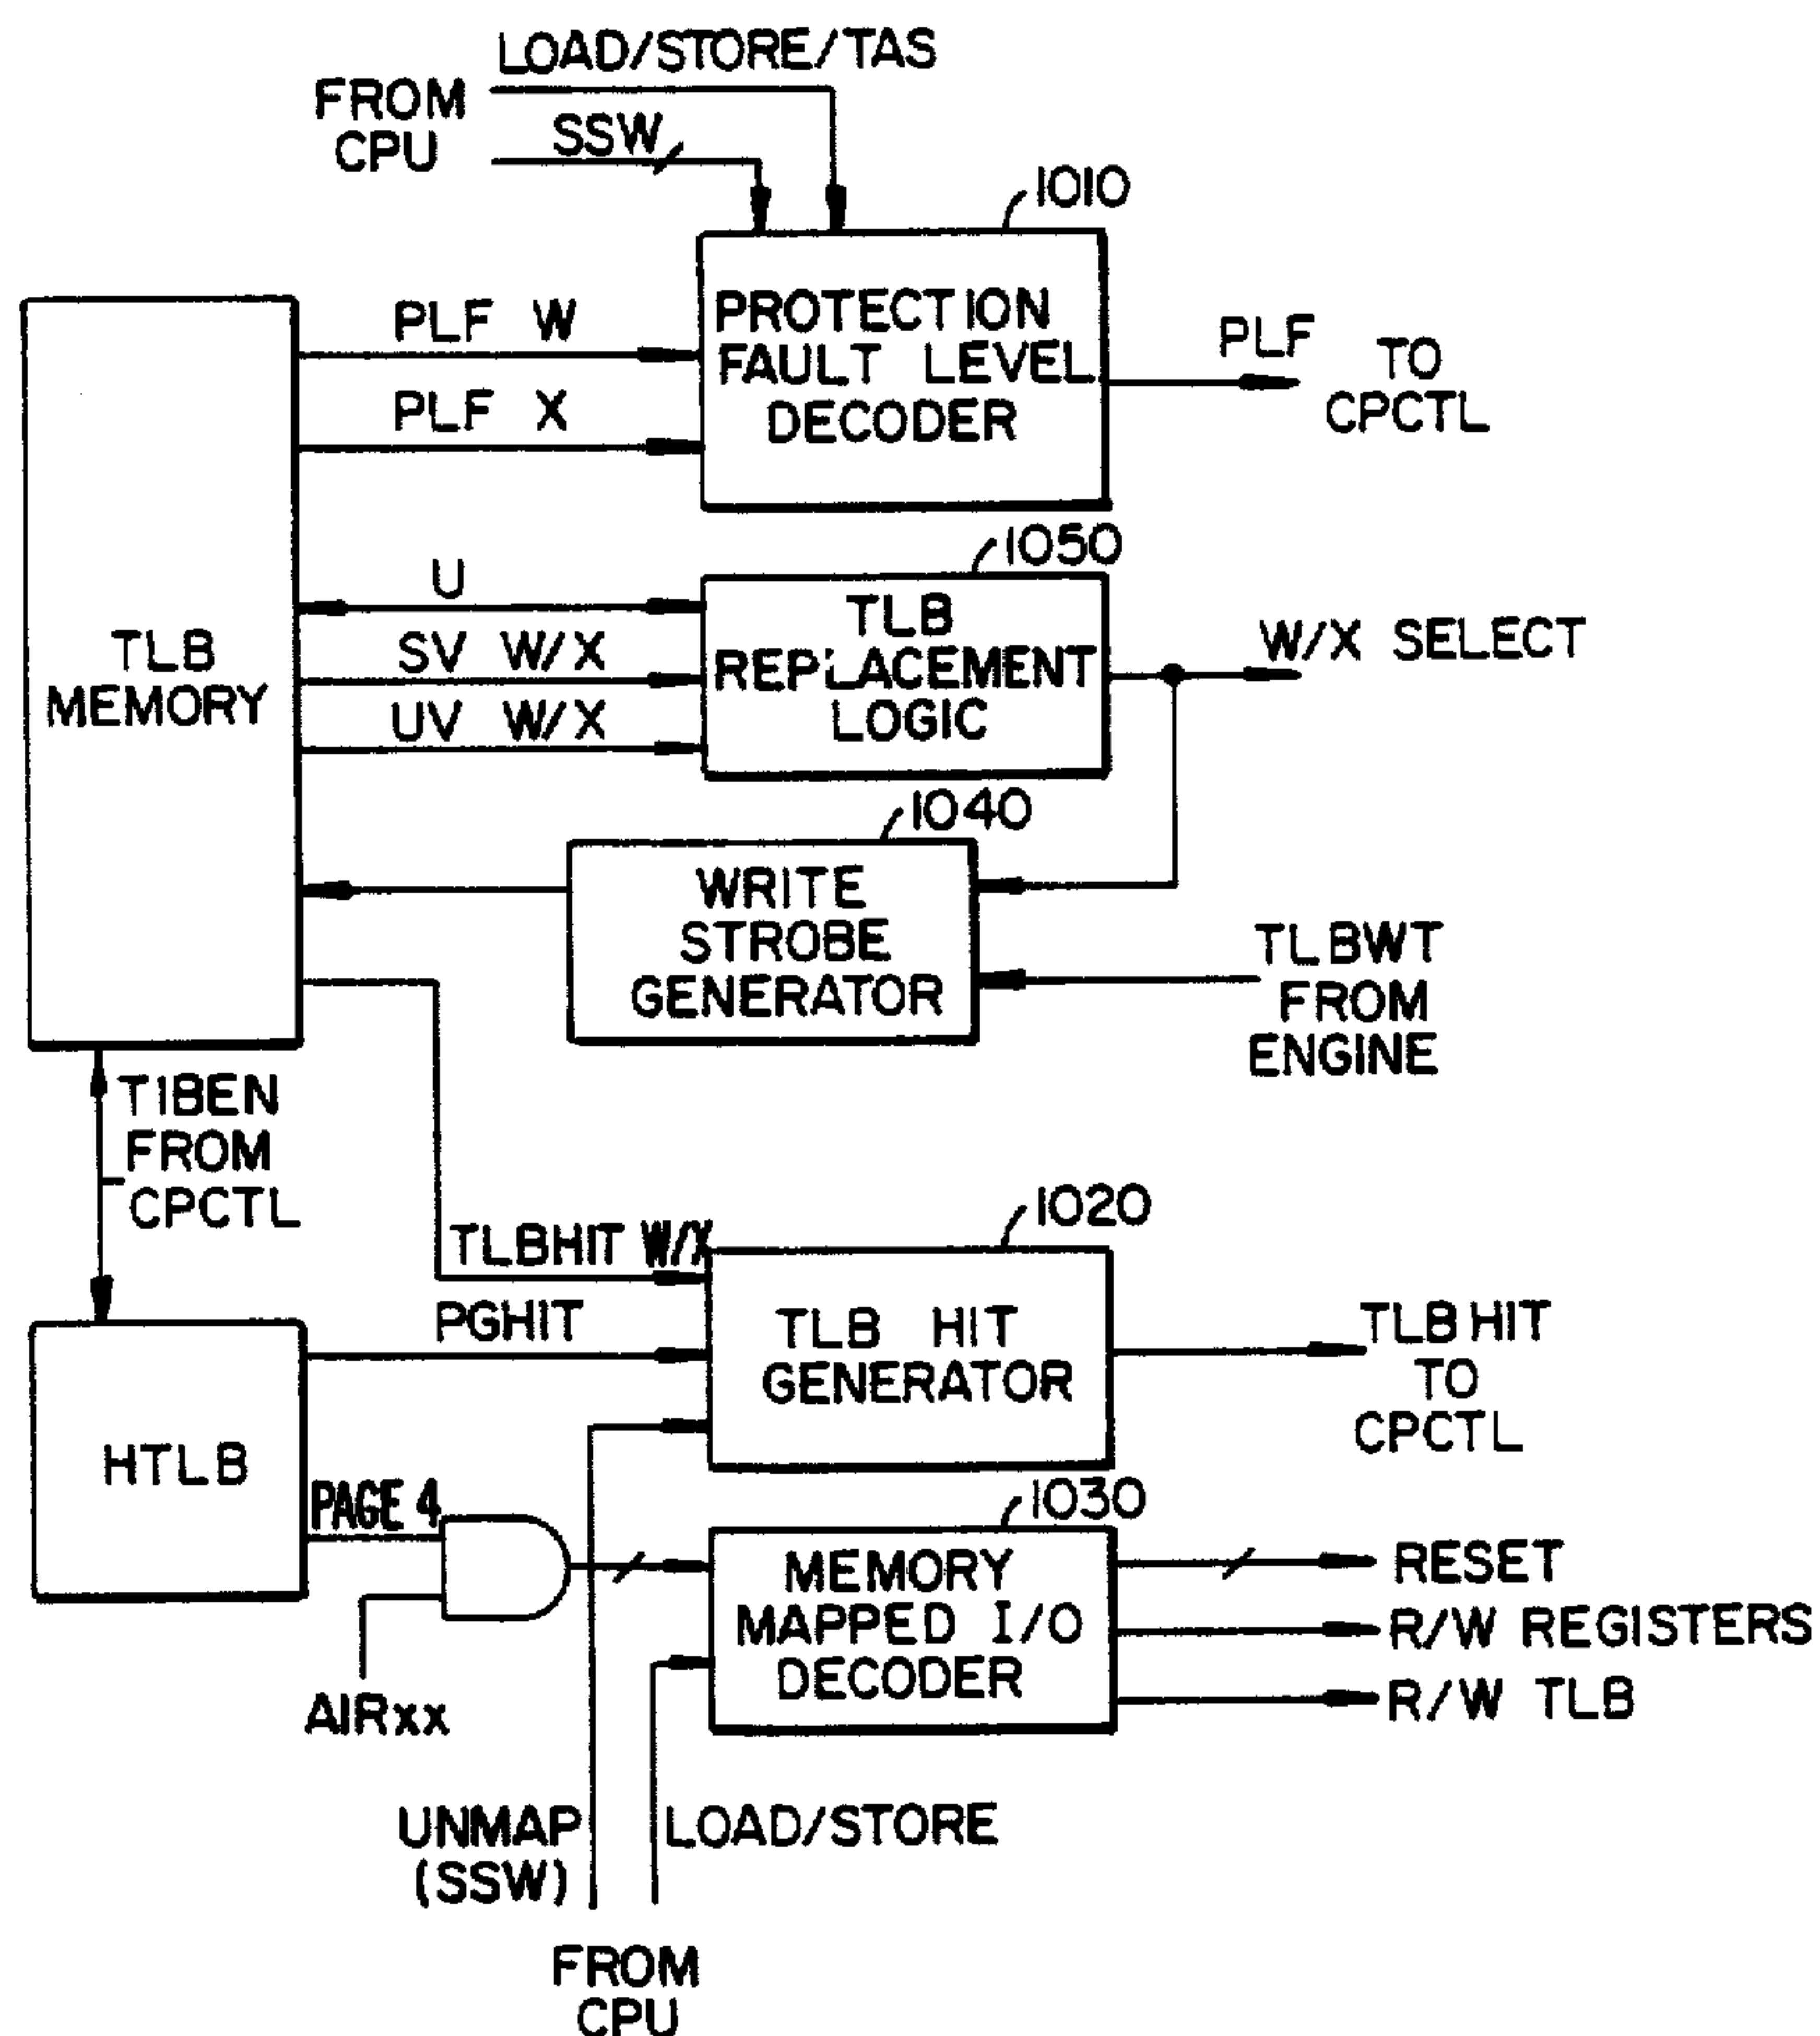 LOAD/STORE/TAS
FROM
CPU
SSW
1010
PROTECTION
FAULT LEVEL
DECODER
PLF W
PLF X
PLF
TO
CPCTL
1050
U
SV W/X
UV W/X
TLB
REPLACEMENT
LOGIC
W/X SELECT
TLB
MEMORY
1040
WRITE
STROBE
GENERATOR
TLBWT
FROM
ENGINE
T1BEN
FROM
CPCTL
1020
TLBHIT W/X
PGHIT
TLB HIT
GENERATOR
TLB HIT
TO
CPCTL
HTLB
PAGE 4
AIRxx
1030
MEMORY
MAPPED I/O
DECODER
RESET
R/W REGISTERS
R/W TLB
UNMAP
(SSW)
LOAD/STORE
FROM
CPU